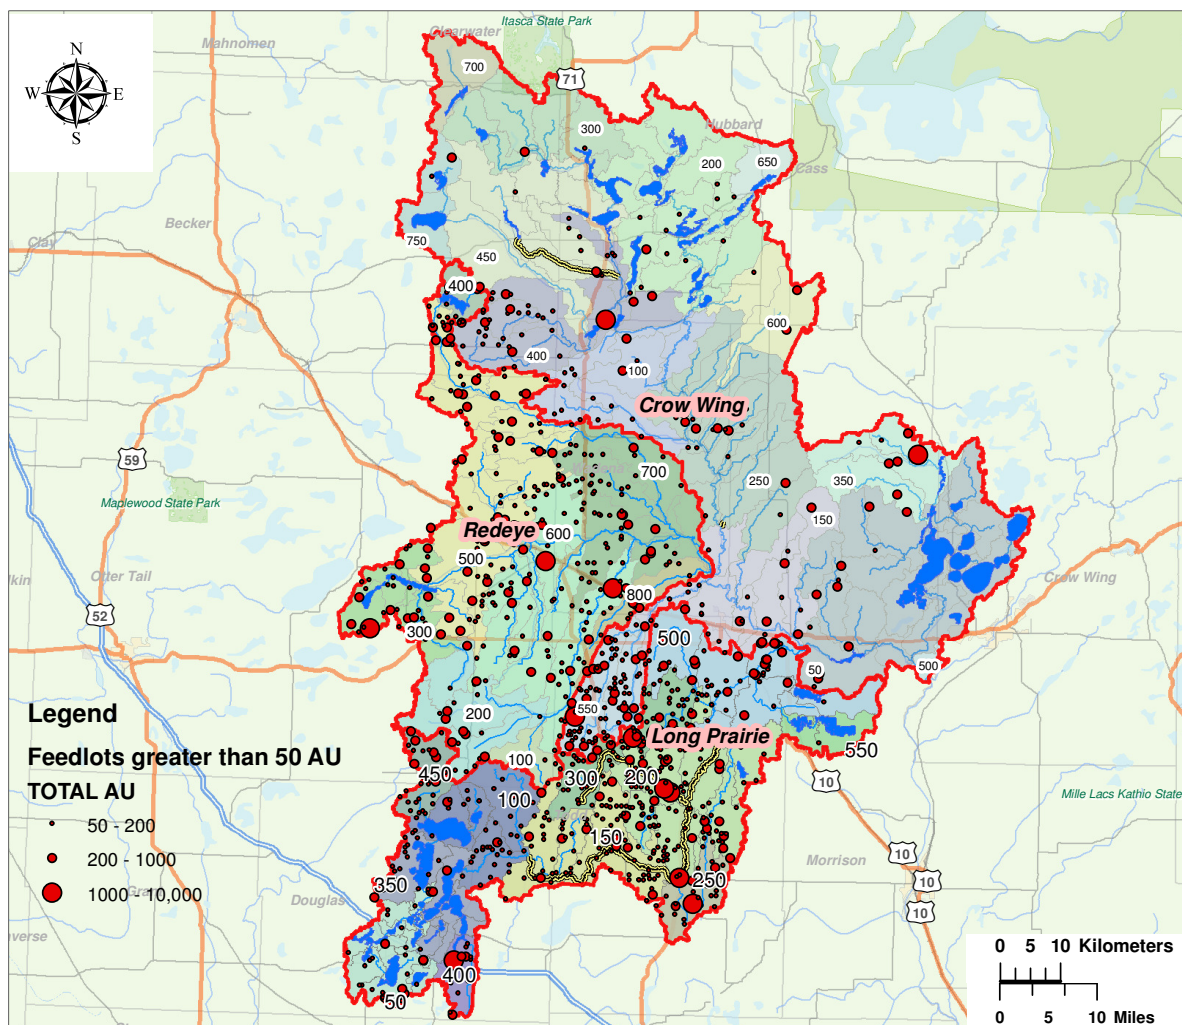 Itasca State Park
Clearwater
Mahnomen
N
W
E
S
700
71
300
Hubbard
200
650
Cass
Becker
Clay
750
450
400
600
400
100
Crow Wing
59
700
250
350
Maplewood State Park
150
Redeye
600
500
Otter Tail
Crow Wing
52
800
300
500
50
500
Legend
200
550
Long Prairie
Feedlots greater than 50 AU
100
550
450
300
200
TOTAL AU
10
100
Mille Lacs Kathio State
50 - 200
150
200 - 1000
10
Morrison
10
350
250
1000 - 10,000
Douglas
10
400
50
0 5 10 Kilometers
0 5 10 Miles